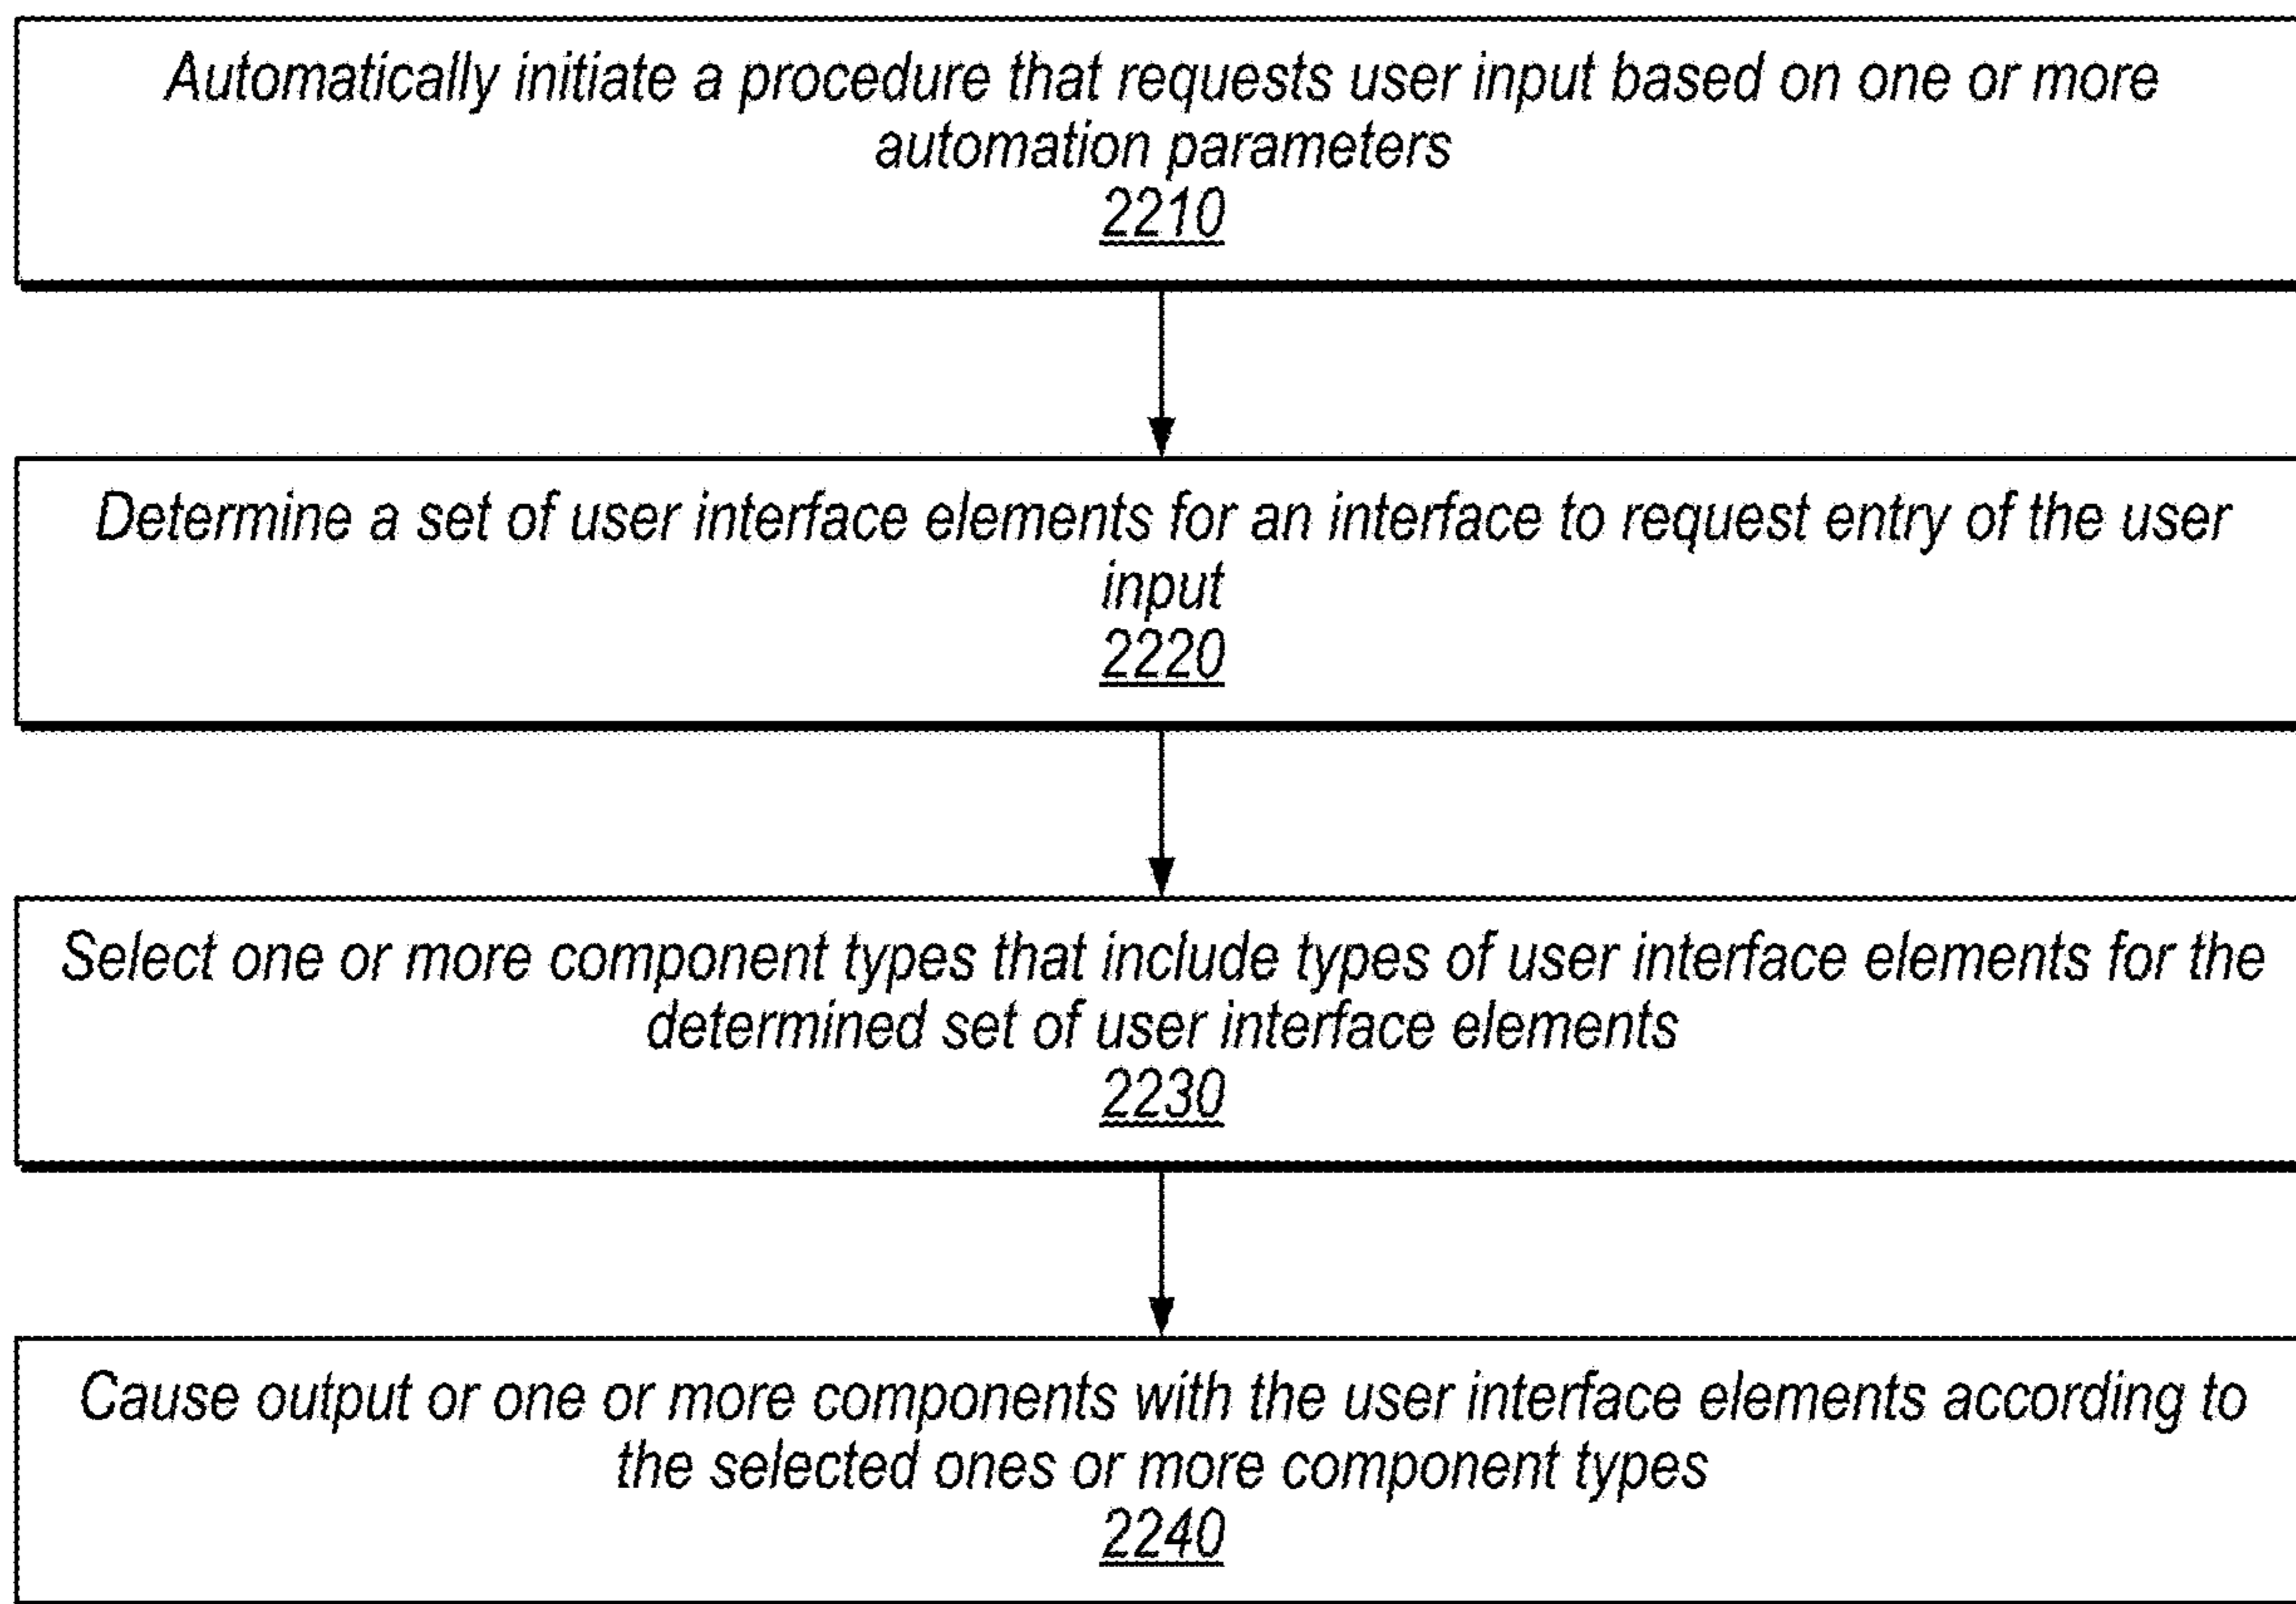 Automatically initiate a procedure that requests user input based on one or more
automation parameters
2210
Determine a set of user interface elements for an interface to request entry of the user
input
2220
Select one or more component types that include types of user interface elements for the
determined set of user interface elements
2230
Cause output or one or more components with the user interface elements according to
the selected ones or more component types
2240